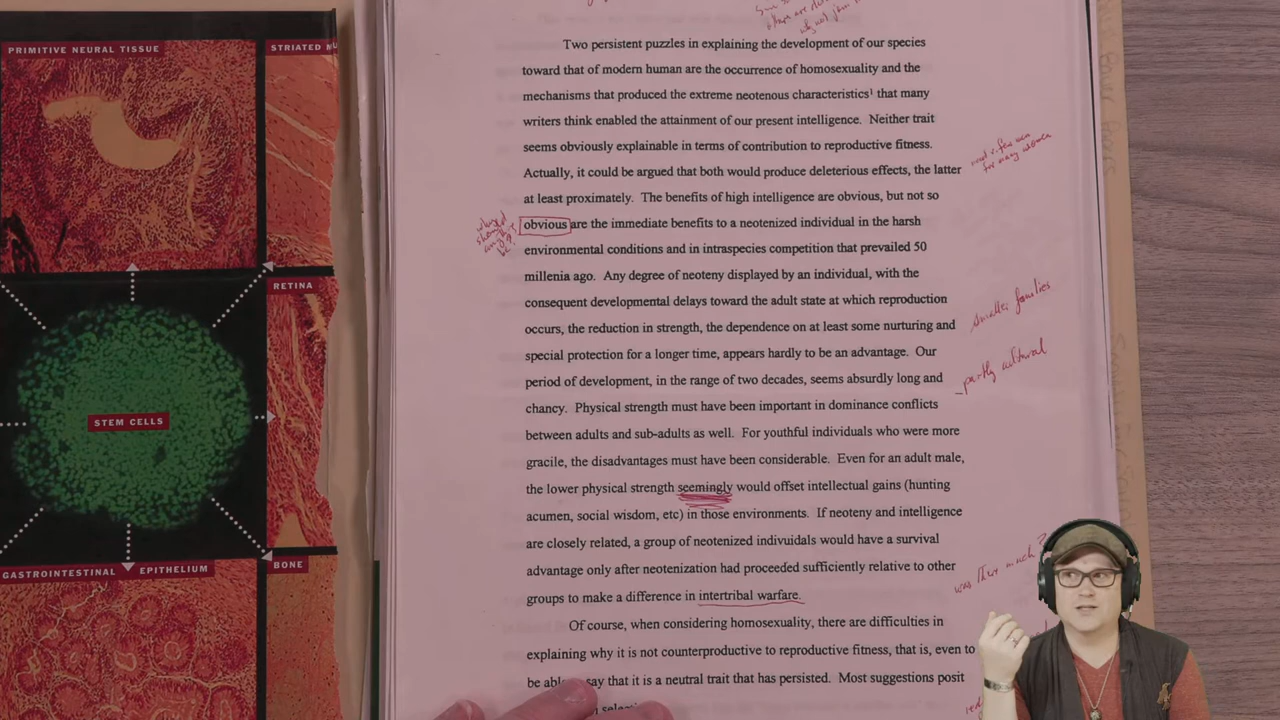 PRIMITIVE NEURAL TISSUE
STRIATED
RETINA
STEM CELLS
GASTROINTESTINAL EPITHELIUM
BONE
Two persistent puzzles in explaining the development of our species
toward that of modern human are the occurrence of homosexuality and the
mechanisms that produced the extreme neotenous characteristics¹ that many
writers think enabled the attainment of our present intelligence. Neither trait
seems obviously explainable in terms of contribution to reproductive fitness.
Actually, it could be argued that both would produce deleterious effects, the latter
at least proximately. The benefits of high intelligence are obvious, but not so
obvious are the immediate benefits to a neotenized individual in the harsh
environmental conditions and in intraspecies competition that prevailed 50
millenia ago. Any degree of neoteny displayed by an individual, with the
consequent developmental delays toward the adult state at which reproduction
occurs, the reduction in strength, the dependence on at least some nurturing and
special protection for a longer time, appears hardly to be an advantage. Our
period of development, in the range of two decades, seems absurdly long and
chancy. Physical strength must have been important in dominance conflicts
between adults and sub-adults as well. For youthful individuals who were more
gracile, the disadvantages must have been considerable. Even for an adult male,
the lower physical strength seemingly would offset intellectual gains (hunting
acumen, social wisdom, etc) in those environments. If neoteny and intelligence
are closely related, a group of neotenized indivuidals would have a survival
advantage only after neotenization had proceeded sufficiently relative to other
groups to make a difference in intertribal warfare.
Of course, when considering homosexuality, there are difficulties in
explaining why it is not counterproductive to reproductive fitness, that is, even to
be say that it is a neutral trait that has persisted. Most suggestions posit
few men
for many women
smaller families
partly cultural
was there much ?